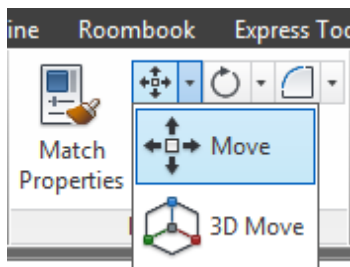 ine Roombook Express Too
Match
Properties
Move
3D Move